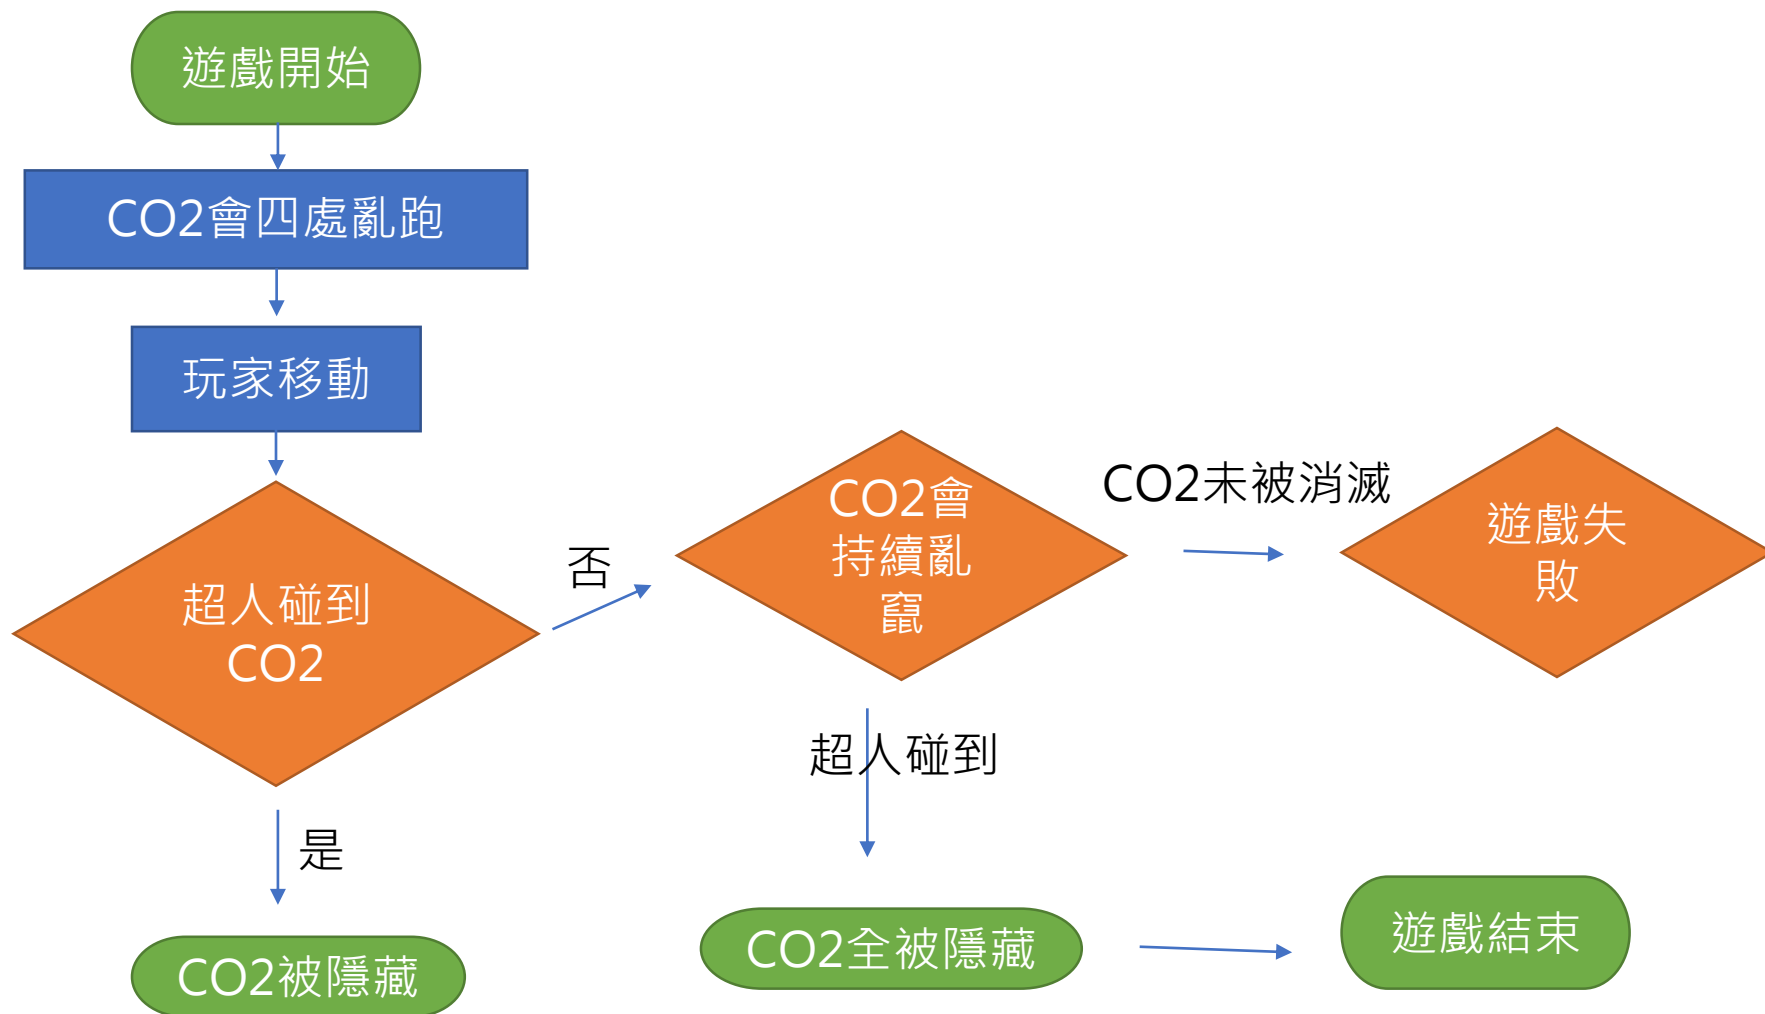 遊戲開始
CO2會四處亂跑
玩家移動
超人碰到
CO2
否
CO2會
持續亂
竄
CO2未被消滅
遊戲失
敗
超人碰到
是
CO2被隱藏
CO2全被隱藏
遊戲結束